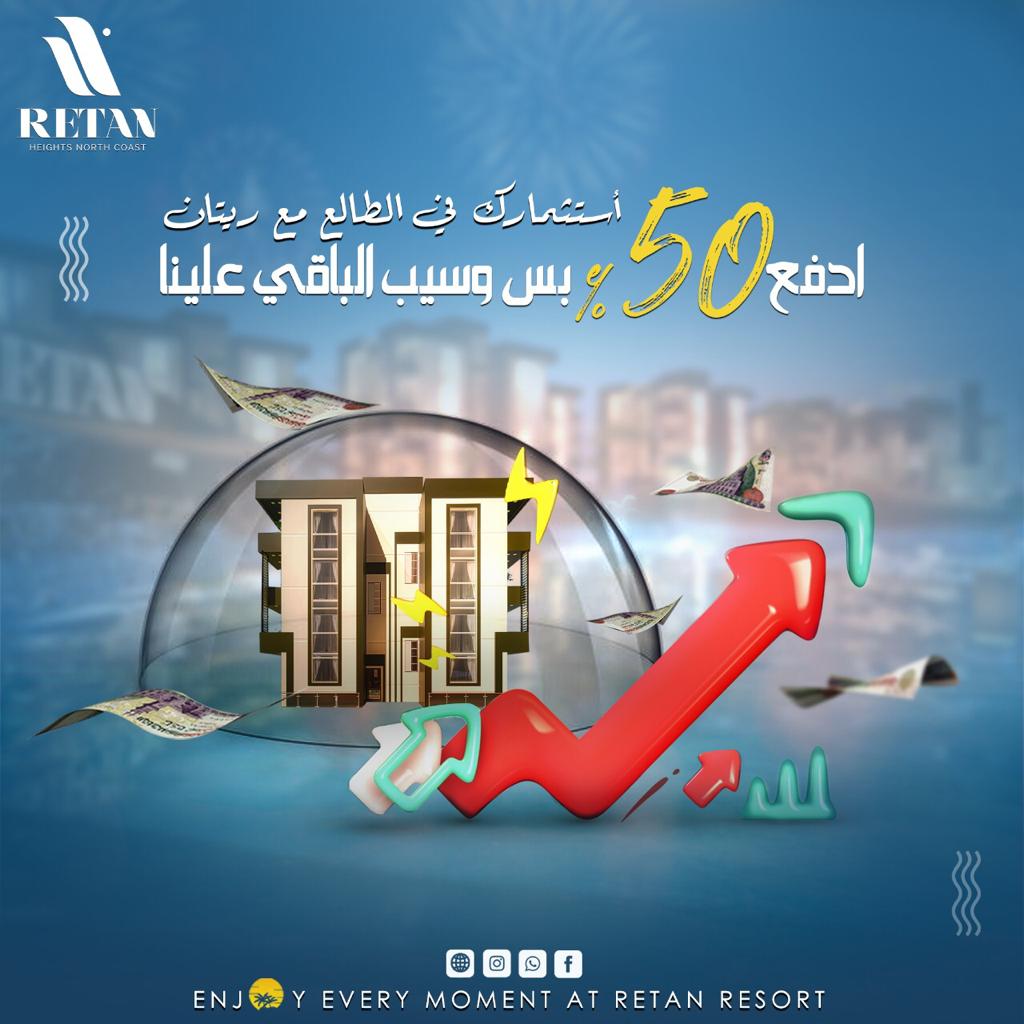 RETAN
HEIGHTS NORTH COAST
أستثمارك في الطالع مع ريتان
ادفع 50% بس وسيب الباقي علينا
RETAN
ENJOY EVERY MOMENT AT RETAN RESORT